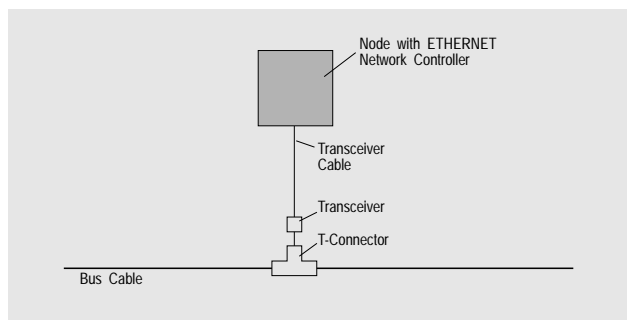 Node with ETHERNET
Network Controller
Transceiver
Cable
Transceiver
T-Connector
Bus Cable